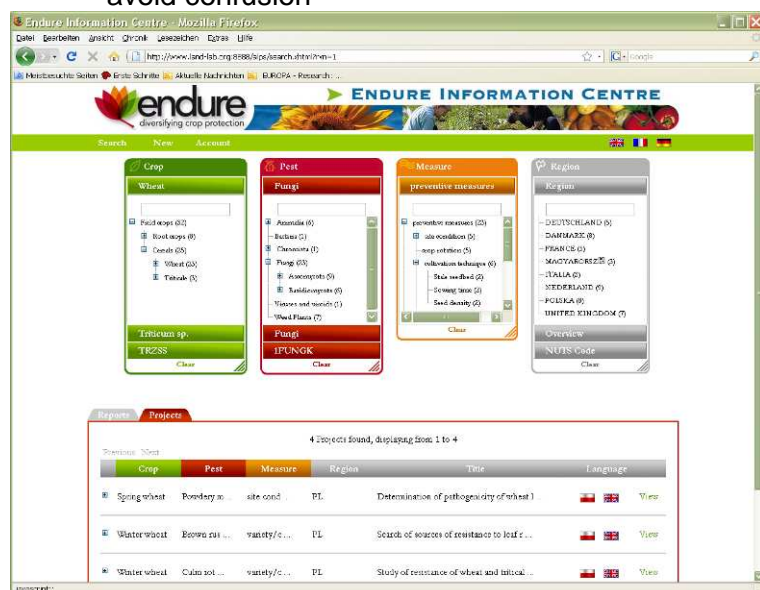 avoid confusion
Endure Information Centre - Mozilla Firefox
Datei Bearbeiten Ansicht Chronik Lesezeichen Extras Hilfe
http://www.land-lab.org:8888/sips/search.xhtml?rvn=1
Google
Meistbesuchte Seiten Erste Schritte Aktuelle Nachrichten EUROPA - Research: ...
endure
diversifying crop protection
ENDURE INFORMATION CENTRE
Search New Account
Crop Pest Measure Region
Wheat Fungi preventive measures Region
Field crops (32)
Root crops (8)
Cereals (25)
Wheat (23)
Triticale (3)
Triticum sp.
TRZSS
Clear
Animalia (6)
Bacteria (1)
Chromista (1)
Fungi (23)
Ascomycota (9)
Basidiomycota (6)
Viruses and viroids (1)
Weed Plants (7)
Fungi
1FUNGK
Clear
preventive measures (23)
site condition (5)
crop rotation (5)
cultivation technique (6)
Stale seedbed (2)
Sowing time (2)
Seed density (2)
Clear
DEUTSCHLAND (5)
DANMARK (8)
FRANCE (3)
ITALIA (2)
NEDERLAND (6)
POLSKA (8)
UNITED KINGDOM (7)
Overview
NUTS Code
Clear
Reports Projects
4 Projects found, displaying from 1 to 4
Previous Next
Crop Pest Measure Region Title Language
Spring wheat Powdery m ... site cond ... PL Determination of pathogenicity of wheat l ... View
Winter wheat Brown rus ... variety/c ... PL Search of sources of resistance to leaf r ... View
Winter wheat Culm rot ... variety/c ... PL Study of resistance of wheat and tritical ... View